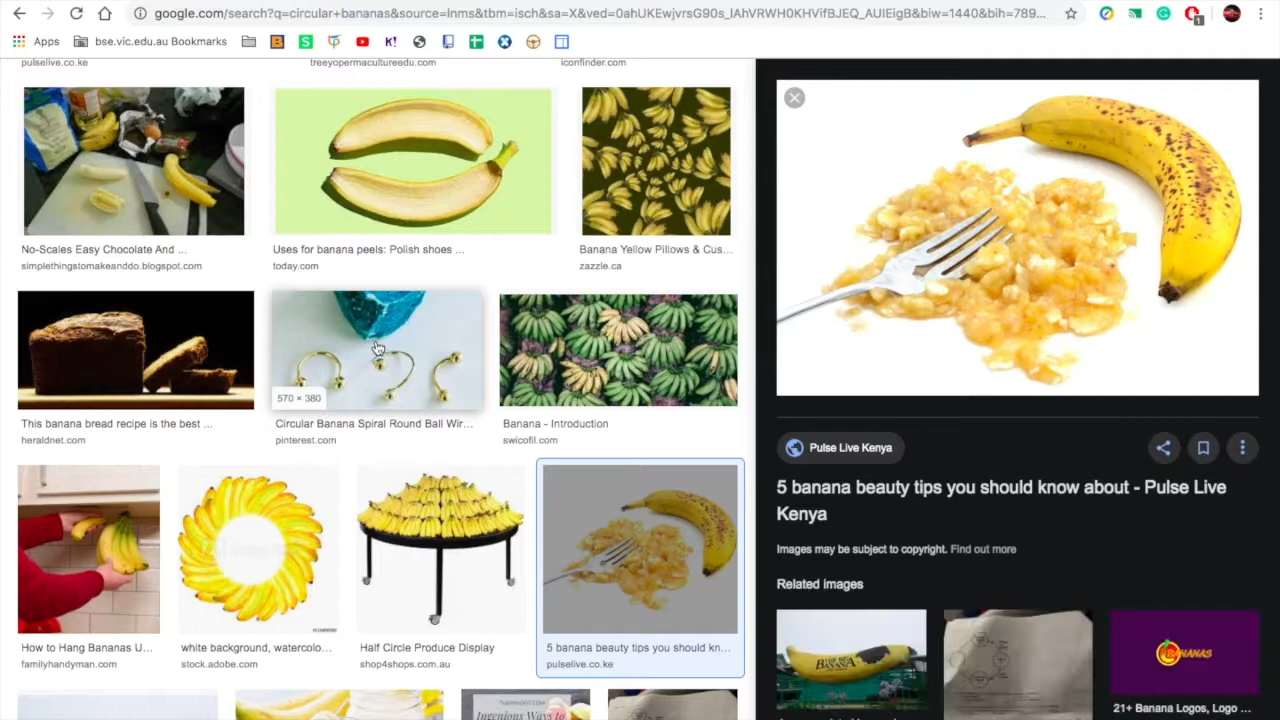 google.com/search?q=circular+bananas&source=lnms&tbm=isch&sa=X&ved=0ahUKEwjvrsG90s_lAhVRWH0KHVifBJEQ_AUIEigB&biw=1440&bih=789...
Apps
bse.vic.edu.au Bookmarks
pulselive.co.ke
treeyopermacultureedu.com
iconfinder.com
No-Scales Easy Chocolate And ...
simplethingstomakeanddo.blogspot.com
Uses for banana peels: Polish shoes ...
today.com
Banana Yellow Pillows & Cus...
zazzle.ca
570 × 380
This banana bread recipe is the best ...
heraldnet.com
Circular Banana Spiral Round Ball Wir...
pinterest.com
Banana - Introduction
swicofil.com
How to Hang Bananas U...
familyhandyman.com
white background, watercolo...
stock.adobe.com
Half Circle Produce Display
shop4shops.com.au
5 banana beauty tips you should kn...
pulselive.co.ke
Ingenious Ways to
Pulse Live Kenya
5 banana beauty tips you should know about - Pulse Live
Kenya
Images may be subject to copyright. Find out more
Related images
BANANA
BANANAS
21+ Banana Logos, Logo ...